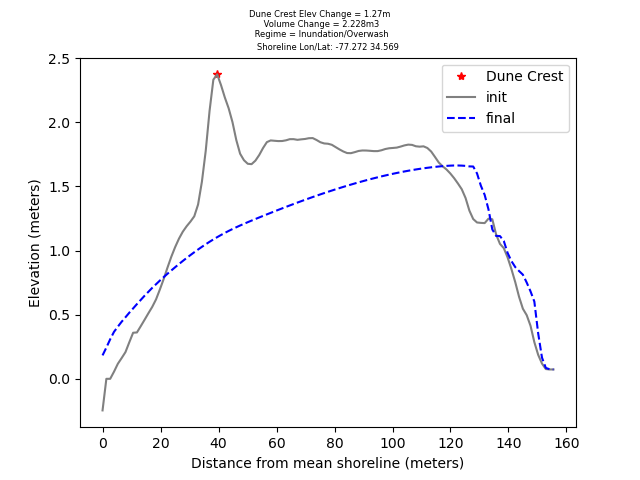 Dune Crest Elev Change = 1.27m
Volume Change = 2.228m3
Regime = Inundation/Overwash
Shoreline Lon/Lat: -77.272 34.569
2.5
2.0
1.5
1.0
0.5
0.0
Elevation (meters)
Dune Crest
init
final
0 20 40 60 80 100 120 140 160
Distance from mean shoreline (meters)